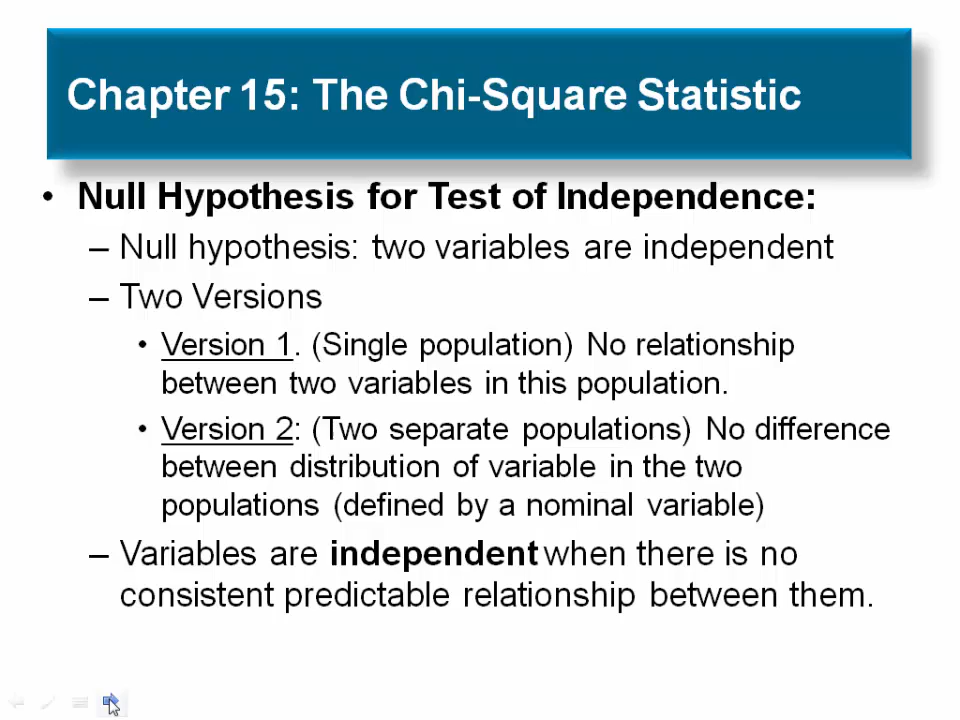 Chapter 15: The Chi-Square Statistic
• Null Hypothesis for Test of Independence:
– Null hypothesis: two variables are independent
– Two Versions
• Version 1. (Single population) No relationship
between two variables in this population.
• Version 2: (Two separate populations) No difference
between distribution of variable in the two
populations (defined by a nominal variable)
– Variables are independent when there is no
consistent predictable relationship between them.